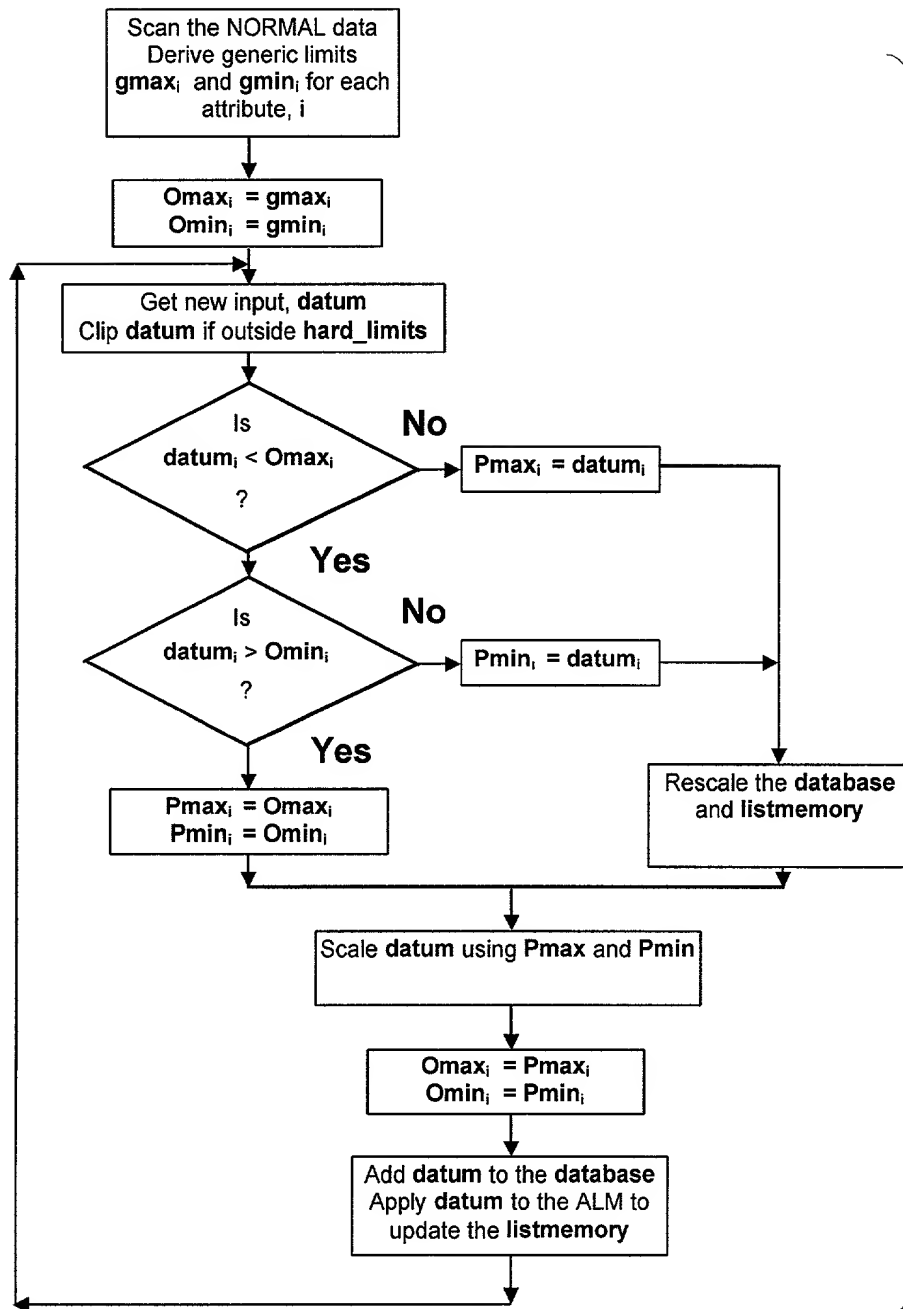 Scan the NORMAL data
Derive generic limits
gmaxᵢ and gminᵢ for each
attribute, i
Omaxᵢ = gmaxᵢ
Ominᵢ = gminᵢ
Get new input, datum
Clip datum if outside hard_limits
Is
datumᵢ < Omaxᵢ
?
No
Pmaxᵢ = datumᵢ
Yes
Is
datumᵢ > Ominᵢ
?
No
Pminᵢ = datumᵢ
Yes
Pmaxᵢ = Omaxᵢ
Pminᵢ = Ominᵢ
Rescale the database
and listmemory
Scale datum using Pmax and Pmin
Omaxᵢ = Pmaxᵢ
Ominᵢ = Pminᵢ
Add datum to the database
Apply datum to the ALM to
update the listmemory